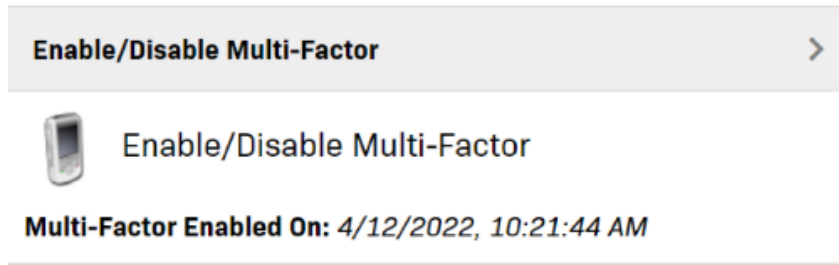 Enable/Disable Multi-Factor
Enable/Disable Multi-Factor
Multi-Factor Enabled On: 4/12/2022, 10:21:44 AM